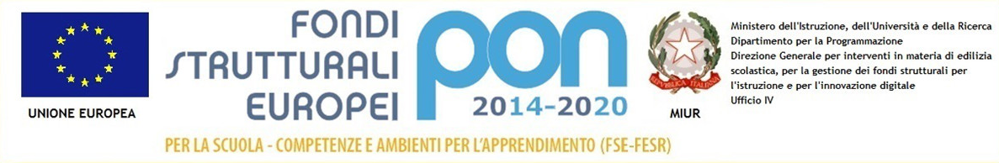 UNIONE EUROPEA
FONDI
STRUTTURALI
EUROPEI
pon
2014-2020
PER LA SCUOLA - COMPETENZE E AMBIENTI PER L'APPRENDIMENTO (FSE-FESR)
REPVBBLICA ITALIANA
MIUR
Ministero dell'Istruzione, dell'Università e della Ricerca
Dipartimento per la Programmazione
Direzione Generale per interventi in materia di edilizia
scolastica, per la gestione dei fondi strutturali per
l'istruzione e per l'innovazione digitale
Ufficio IV